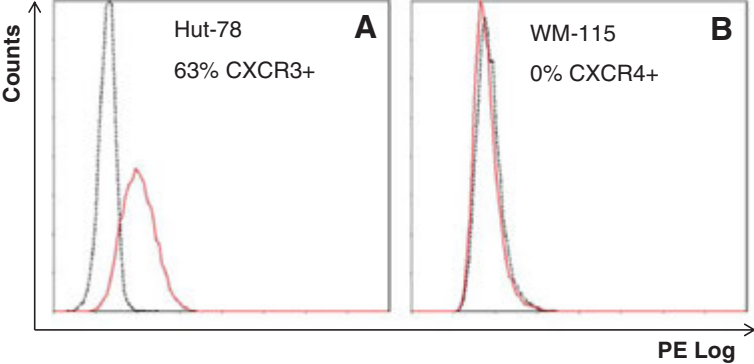 Counts
Hut-78
63% CXCR3+
A
WM-115
0% CXCR4+
B
PE Log